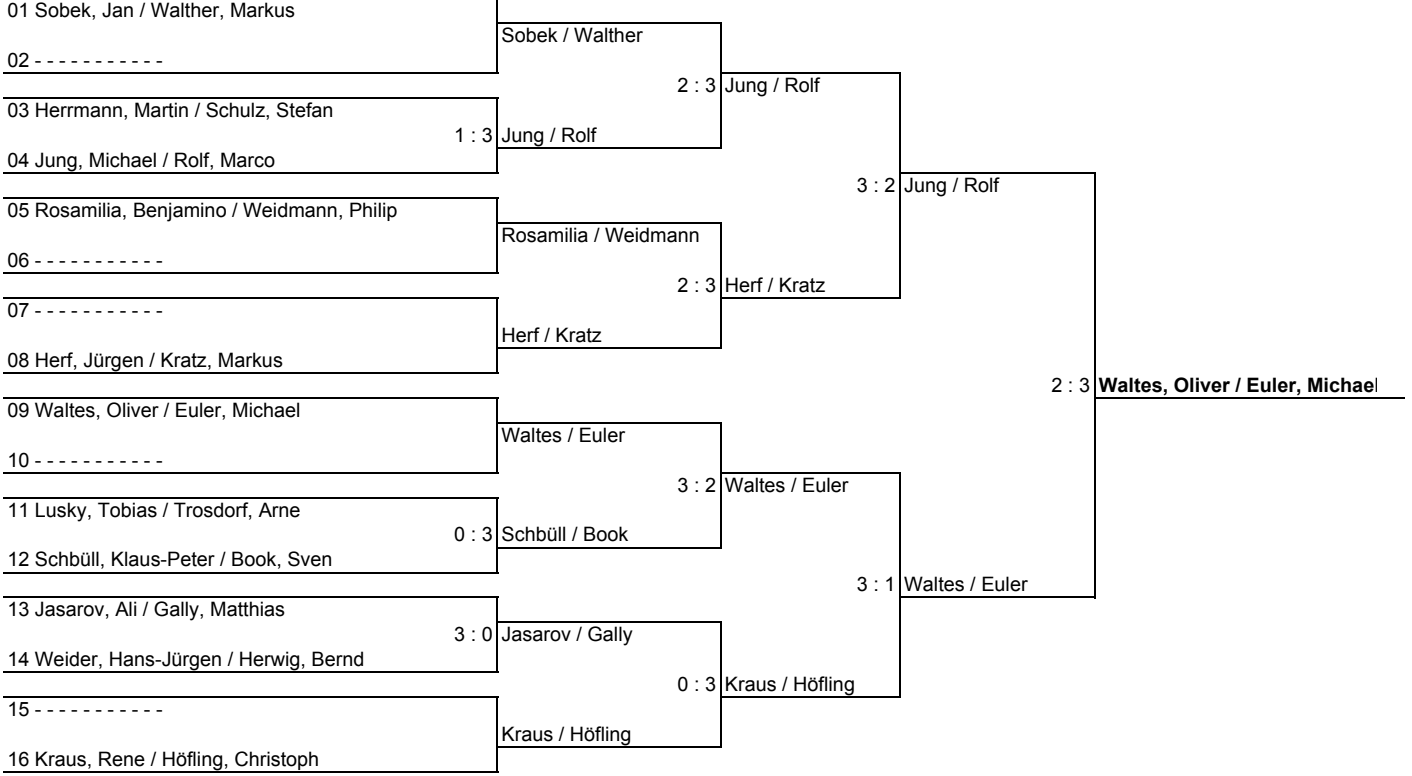 01 Sobek, Jan / Walther, Markus
Sobek / Walther
02 - - - - - - - - - - -
2 : 3 Jung / Rolf
03 Herrmann, Martin / Schulz, Stefan
1 : 3 Jung / Rolf
04 Jung, Michael / Rolf, Marco
3 : 2 Jung / Rolf
05 Rosamilia, Benjamino / Weidmann, Philip
Rosamilia / Weidmann
06 - - - - - - - - - - -
2 : 3 Herf / Kratz
07 - - - - - - - - - - -
Herf / Kratz
08 Herf, Jürgen / Kratz, Markus
2 : 3 Waltes, Oliver / Euler, Michael
09 Waltes, Oliver / Euler, Michael
Waltes / Euler
10 - - - - - - - - - - -
3 : 2 Waltes / Euler
11 Lusky, Tobias / Trosdorf, Arne
0 : 3 Schbüll / Book
12 Schbüll, Klaus-Peter / Book, Sven
3 : 1 Waltes / Euler
13 Jasarov, Ali / Gally, Matthias
3 : 0 Jasarov / Gally
14 Weider, Hans-Jürgen / Herwig, Bernd
0 : 3 Kraus / Höfling
15 - - - - - - - - - - -
Kraus / Höfling
16 Kraus, Rene / Höfling, Christoph